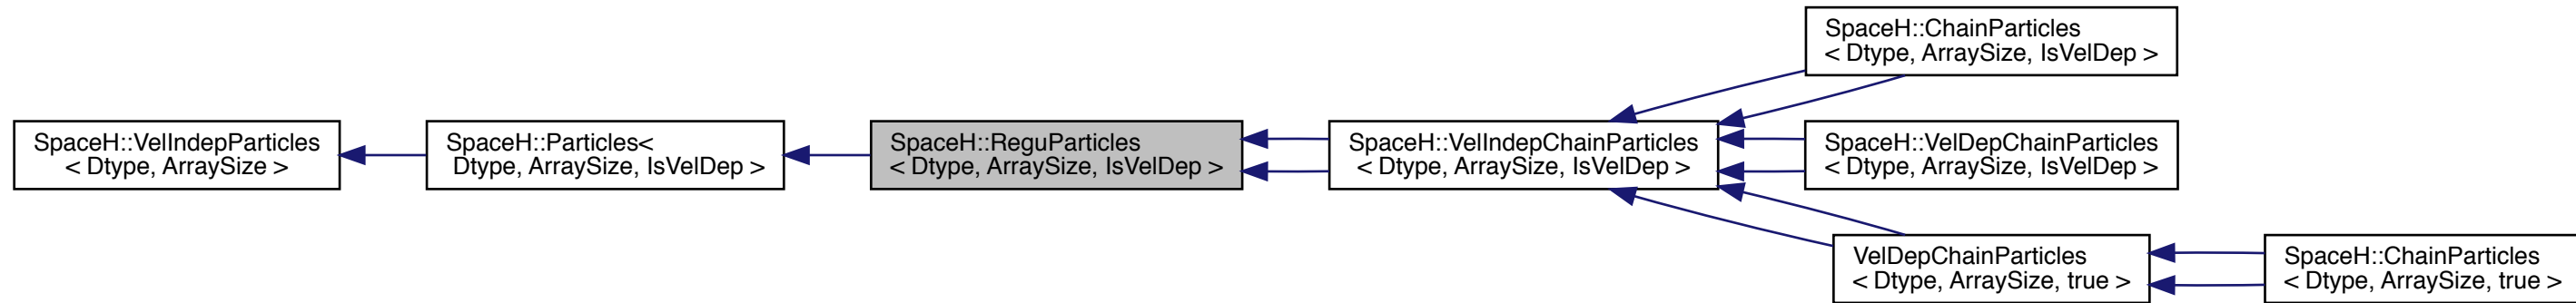 SpaceH::VelIndepParticles
< Dtype, ArraySize >
SpaceH::Particles<
Dtype, ArraySize, IsVelDep >
SpaceH::ReguParticles
< Dtype, ArraySize, IsVelDep >
SpaceH::VelIndepChainParticles
< Dtype, ArraySize, IsVelDep >
SpaceH::ChainParticles
< Dtype, ArraySize, IsVelDep >
SpaceH::VelDepChainParticles
< Dtype, ArraySize, IsVelDep >
VelDepChainParticles
< Dtype, ArraySize, true >
SpaceH::ChainParticles
< Dtype, ArraySize, true >